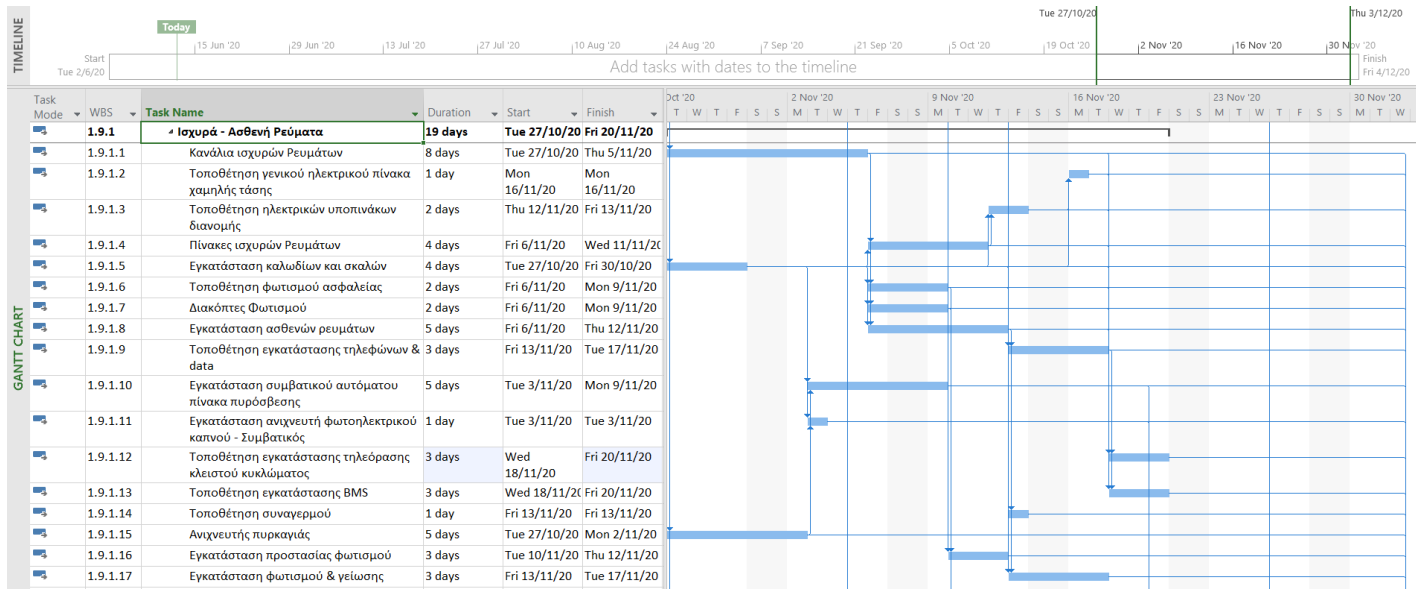 TIMELINE
Tue 27/10/20
Thu 3/12/20
Today
15 Jun '20 29 Jun '20 13 Jul '20 27 Jul '20 10 Aug '20 24 Aug '20 7 Sep '20 21 Sep '20 5 Oct '20 19 Oct '20 2 Nov '20 16 Nov '20 30 Nov '20
Start
Tue 2/6/20
Add tasks with dates to the timeline
Finish
Fri 4/12/20
GANTT CHART
Task Mode WBS Task Name Duration Start Finish
Oct '20 2 Nov '20 9 Nov '20 16 Nov '20 23 Nov '20 30 Nov '20
T W T F S S M T W T F S S M T W T F S S M T W T F S S M T W T F S S M T W
1.9.1 Ισχυρά - Ασθενή Ρεύματα 19 days Tue 27/10/20 Fri 20/11/20
1.9.1.1 Κανάλια ισχυρών Ρευμάτων 8 days Tue 27/10/20 Thu 5/11/20
1.9.1.2 Τοποθέτηση γενικού ηλεκτρικού πίνακα χαμηλής τάσης 1 day Mon 16/11/20 Mon 16/11/20
1.9.1.3 Τοποθέτηση ηλεκτρικών υποπινάκων διανομής 2 days Thu 12/11/20 Fri 13/11/20
1.9.1.4 Πίνακες ισχυρών Ρευμάτων 4 days Fri 6/11/20 Wed 11/11/20
1.9.1.5 Εγκατάσταση καλωδίων και σκαλών 4 days Tue 27/10/20 Fri 30/10/20
1.9.1.6 Τοποθέτηση φωτισμού ασφαλείας 2 days Fri 6/11/20 Mon 9/11/20
1.9.1.7 Διακόπτες Φωτισμού 2 days Fri 6/11/20 Mon 9/11/20
1.9.1.8 Εγκατάσταση ασθενών ρευμάτων 5 days Fri 6/11/20 Thu 12/11/20
1.9.1.9 Τοποθέτηση εγκατάστασης τηλεφώνων & data 3 days Fri 13/11/20 Tue 17/11/20
1.9.1.10 Εγκατάσταση συμβατικού αυτόματου πίνακα πυρόσβεσης 5 days Tue 3/11/20 Mon 9/11/20
1.9.1.11 Εγκατάσταση ανιχνευτή φωτοηλεκτρικού καπνού - Συμβατικός 1 day Tue 3/11/20 Tue 3/11/20
1.9.1.12 Τοποθέτηση εγκατάστασης τηλεόρασης κλειστού κυκλώματος 3 days Wed 18/11/20 Fri 20/11/20
1.9.1.13 Τοποθέτηση εγκατάστασης BMS 3 days Wed 18/11/20 Fri 20/11/20
1.9.1.14 Τοποθέτηση συναγερμού 1 day Fri 13/11/20 Fri 13/11/20
1.9.1.15 Ανιχνευτής πυρκαγιάς 5 days Tue 27/10/20 Mon 2/11/20
1.9.1.16 Εγκατάσταση προστασίας φωτισμού 3 days Tue 10/11/20 Thu 12/11/20
1.9.1.17 Εγκατάσταση φωτισμού & γείωσης 3 days Fri 13/11/20 Tue 17/11/20